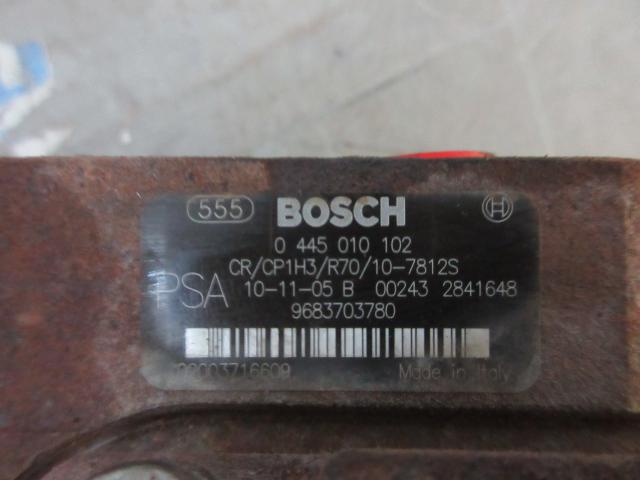 555 BOSCH
0 445 010 102
CR/CP1H3/R70/10-7812S
PSA 10-11-05 B 00243 2841648
9683703780
00003716609 Made in Italy